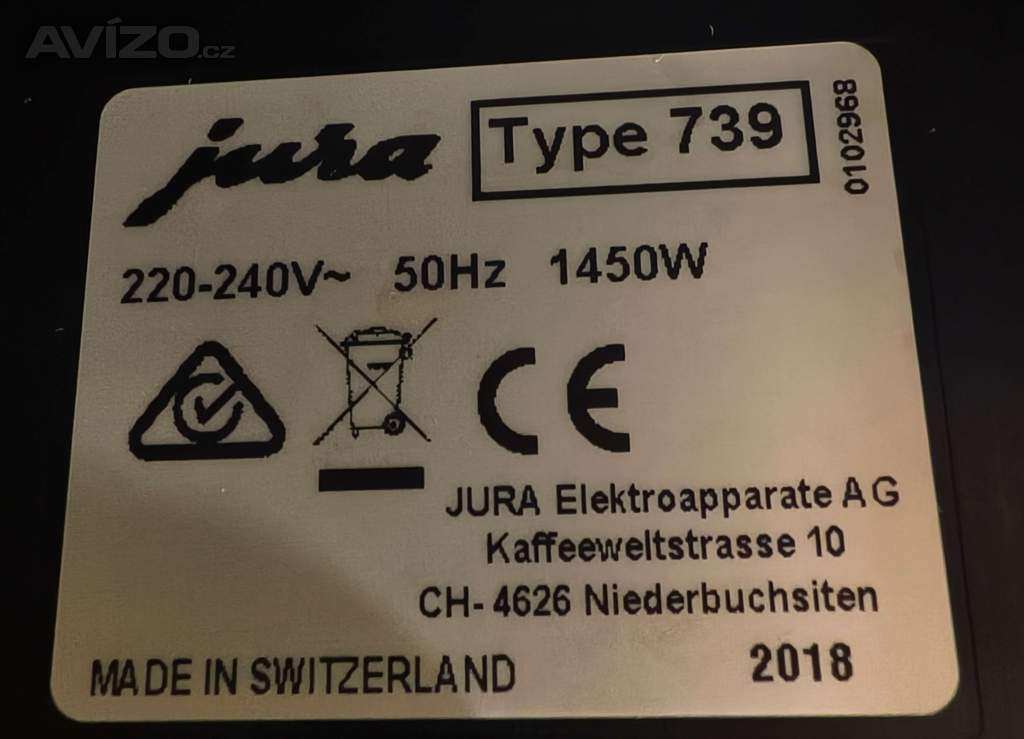 AVÍZO.cz
jura
Type 739
0102968
220-240V~ 50Hz 1450W
CE
JURA Elektroapparate AG
Kaffeeweltstrasse 10
CH-4626 Niederbuchsiten
MADE IN SWITZERLAND
2018